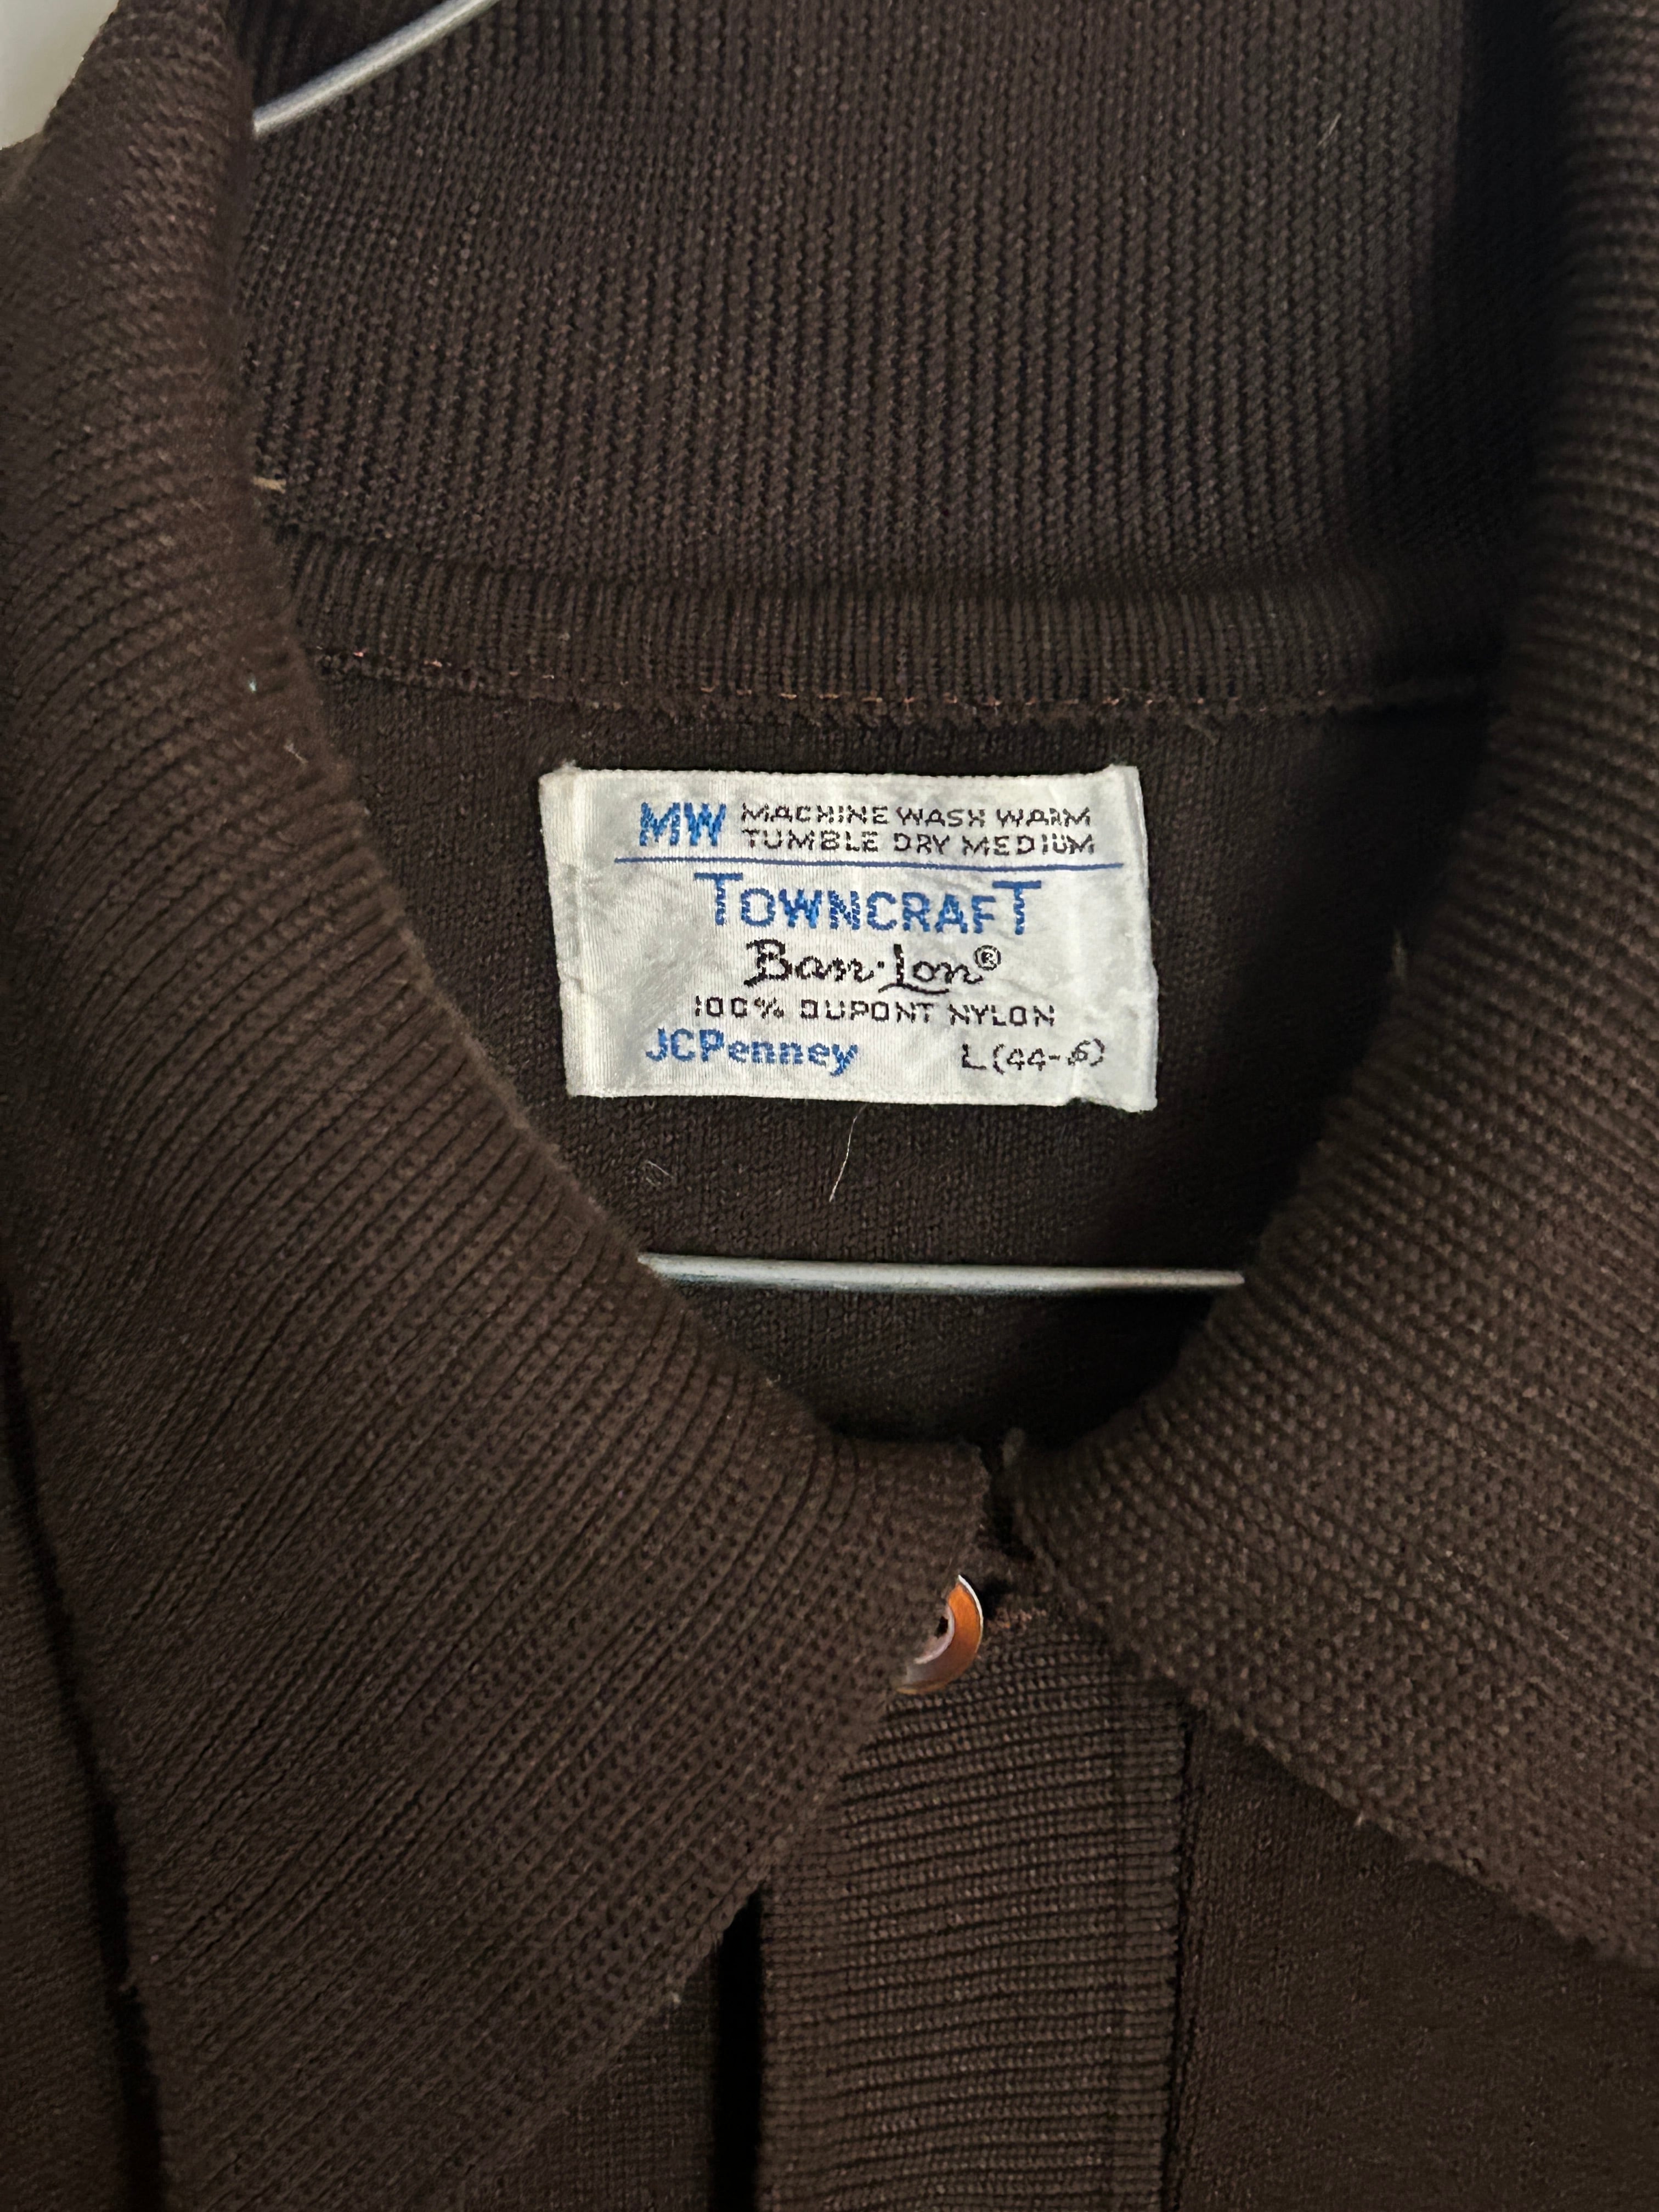 MW MACHINE WASH WARM
TUMBLE DRY MEDIUM
TOWNCRAFT
Ban-Lon®
100% DUPONT NYLON
JCPenney L(44-6)